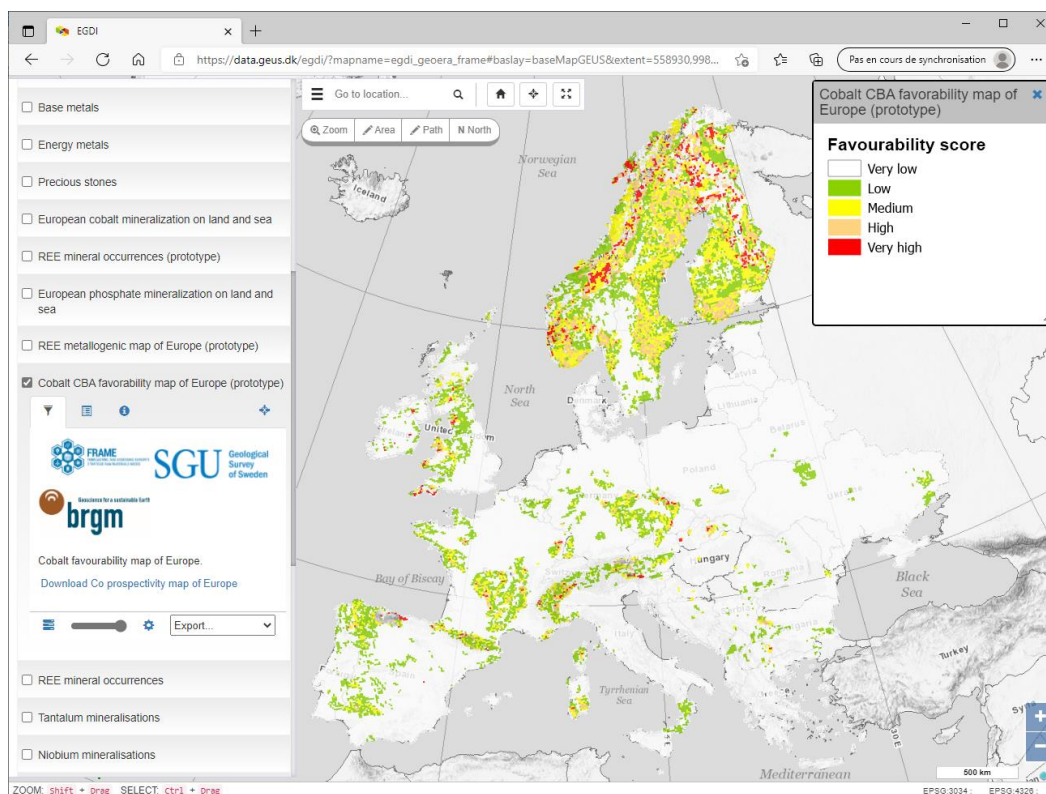 EGDI
https://data.geus.dk/egdi/?mapname=egdi_geoera_frame#baslay=baseMapGEUS&extent=558930.998...
Pas en cours de synchronisation
Base metals
Energy metals
Precious stones
European cobalt mineralization on land and sea
REE mineral occurrences (prototype)
European phosphate mineralization on land and
sea
REE metallogenic map of Europe (prototype)
Cobalt CBA favorability map of Europe (prototype)
FRAME
SGU
Geological
Survey
of Sweden
Geoscience for a sustainable Earth
brgm
Cobalt favourability map of Europe.
Download Co prospectivity map of Europe
Export...
REE mineral occurrences
Tantalum mineralisations
Niobium mineralisations
Go to location...
Zoom
Area
Path
N North
Cobalt CBA favorability map of
Europe (prototype)
Favourability score
Very low
Low
Medium
High
Very high
Norwegian
Sea
Iceland
North
Sea
Denmark
Latvia
Lithuania
Belarus
Ireland
United
Poland
Ukraine
Hungary
Romania
Bay of Biscay
Black
Sea
Italy
Turkey
Tyrrhenian
Sea
Mediterranean
30 E
500 km
ZOOM: Shift + Drag SELECT: Ctrl + Drag
EPSG:3034 : EPSG:4326 :